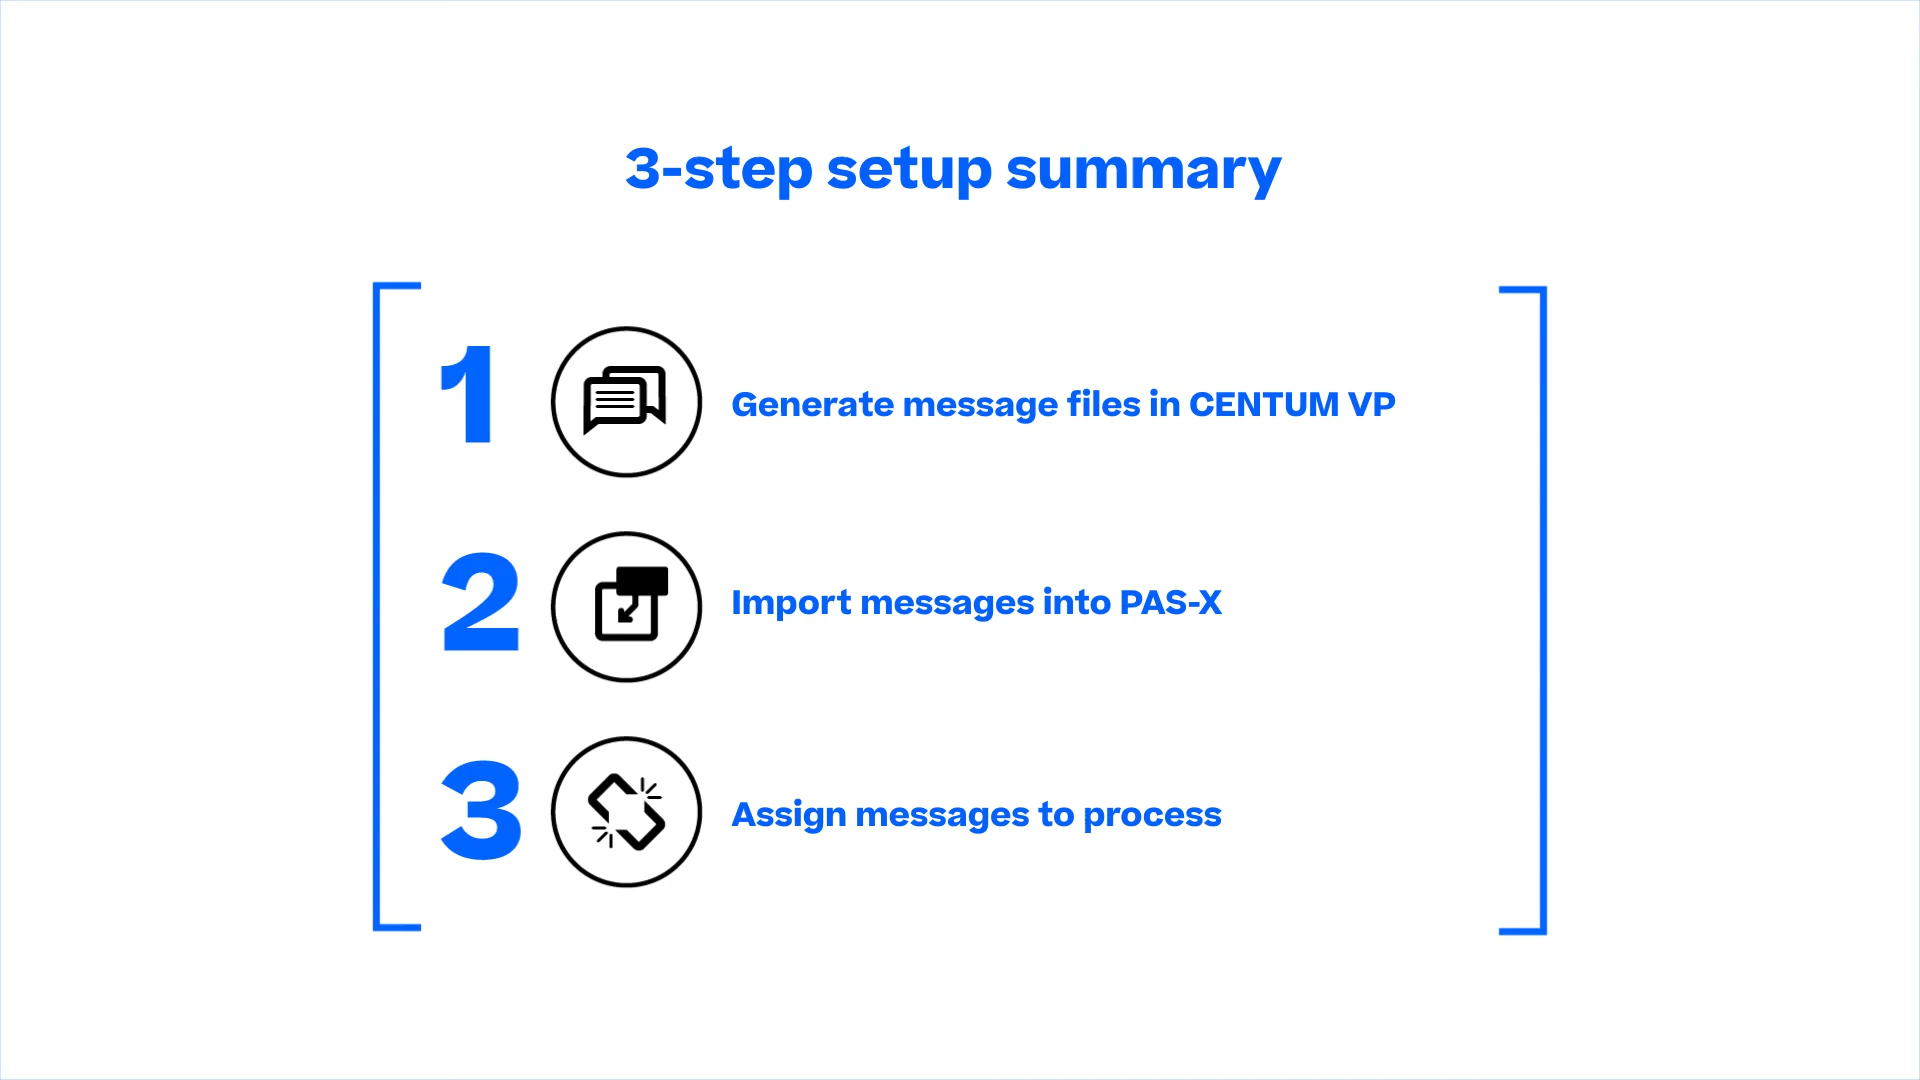 3-step setup summary
1
Generate message files in CENTUM VP
2
Import messages into PAS-X
3
Assign messages to process